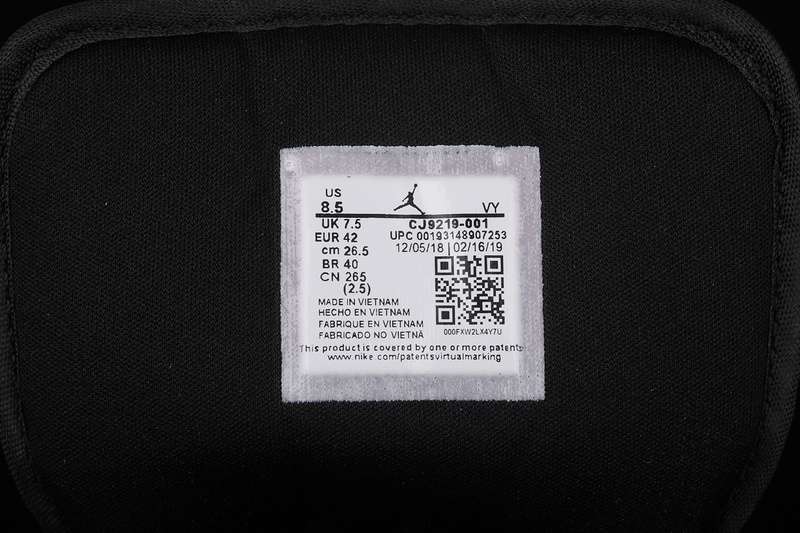 US
8.5 VY
UK 7.5 CJ9219-001
EUR 42 UPC 00193148907253
cm 26.5 12/05/18 | 02/16/19
BR 40
CN 265
(2.5)
MADE IN VIETNAM
HECHO EN VIETNAM
FABRIQUE EN VIETNAM
FABRICADO NO VIETNÃ
000FXW2LX4Y7U
This product is covered by one or more patents
www.nike.com/patentsvirtualmarking